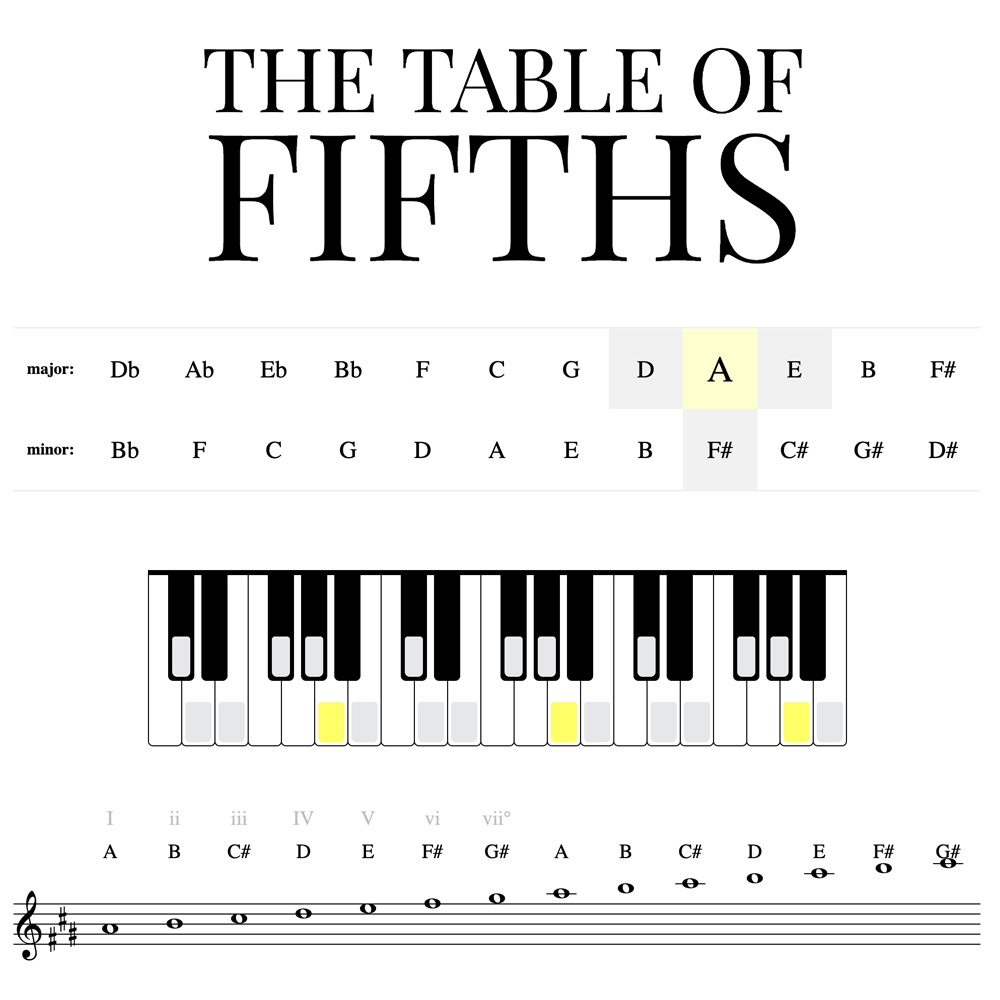 THE TABLE OF
FIFTHS
major: Db Ab Eb Bb F C G D A E B F#
minor: Bb F C G D A E B F# C# G# D#
I ii iii IV V vi vii°
A B C# D E F# G# A B C# D E F# G#